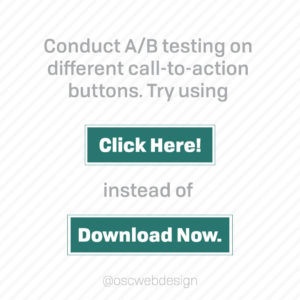 Conduct A/B testing on
different call-to-action
buttons. Try using
Click Here!
instead of
Download Now.
@oscwebdesign